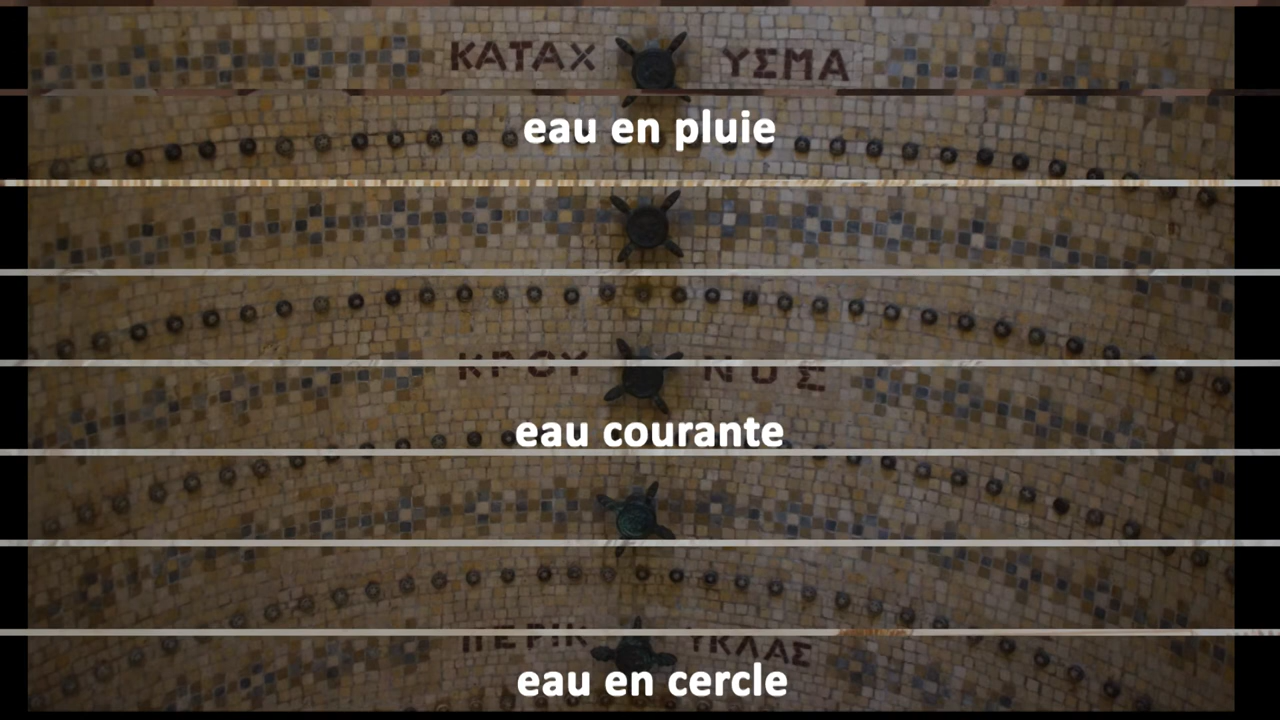 ΚΑΤΑΧ ΥΣΜΑ
eau en pluie
ΚΡΟΥ ΝΟΣ
eau courante
ΠΕΡΙΚ ΥΚΛΑΣ
eau en cercle